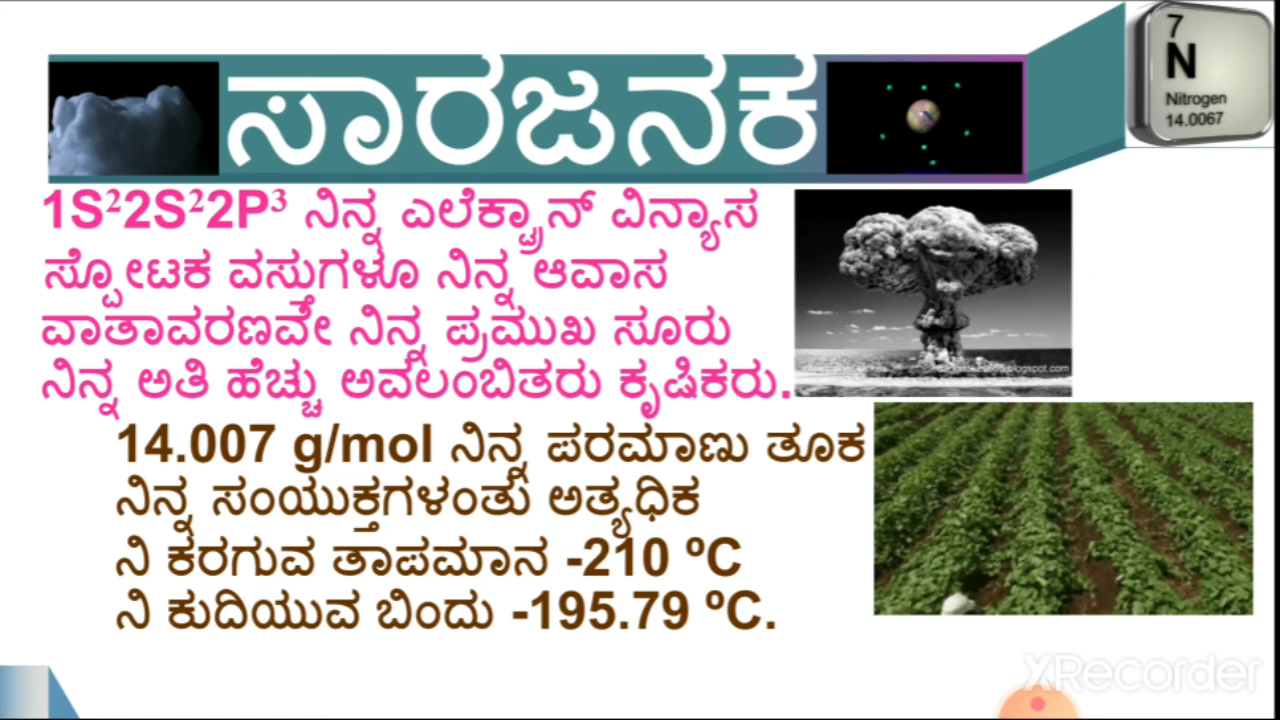 7
N
Nitrogen
14.0067
ಸಾರಜನಕ
1S²2S²2P³ ನಿನ್ನ ಎಲೆಕ್ಟ್ರಾನ್ ವಿನ್ಯಾಸ
ಸ್ಪೋಟಕ ವಸ್ತುಗಳೂ ನಿನ್ನ ಆವಾಸ
ವಾತಾವರಣವೇ ನಿನ್ನ ಪ್ರಮುಖ ಸೂರು
ನಿನ್ನ ಅತಿ ಹೆಚ್ಚು ಅವಲಂಬಿತರು ಕೃಷಿಕರು.
14.007 g/mol ನಿನ್ನ ಪರಮಾಣು ತೂಕ
ನಿನ್ನ ಸಂಯುಕ್ತಗಳಂತು ಅತ್ಯಧಿಕ
ನಿ ಕರಗುವ ತಾಪಮಾನ -210 ºC
ನಿ ಕುದಿಯುವ ಬಿಂದು -195.79 ºC.
XRecorder